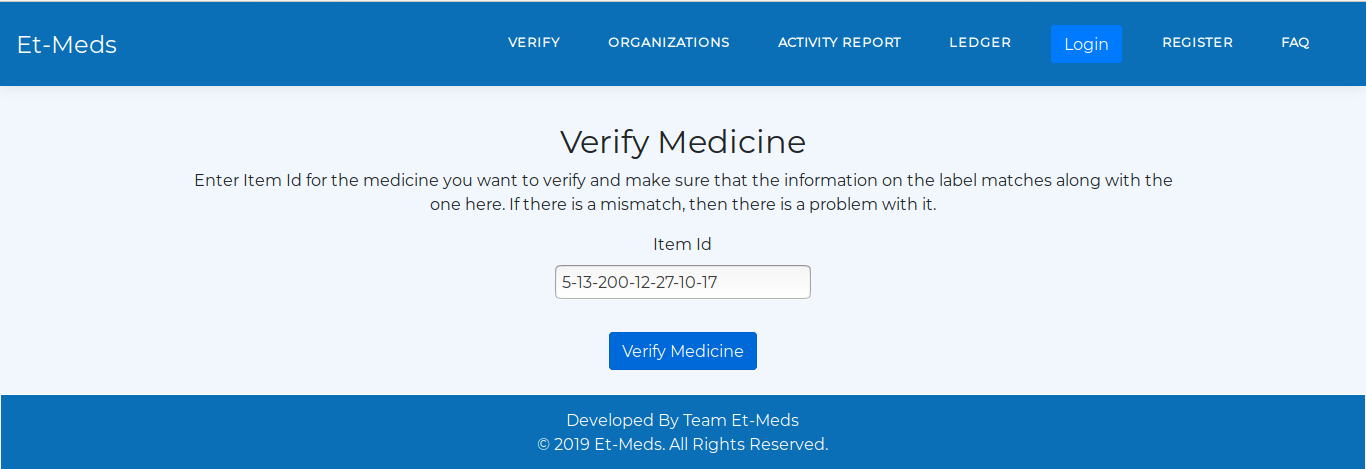 Et-Meds
VERIFY
ORGANIZATIONS
ACTIVITY REPORT
LEDGER
Login
REGISTER
FAQ
Verify Medicine
Enter Item Id for the medicine you want to verify and make sure that the information on the label matches along with the
one here. If there is a mismatch, then there is a problem with it.
Item Id
5-13-200-12-27-10-17
Verify Medicine
Developed By Team Et-Meds
© 2019 Et-Meds. All Rights Reserved.